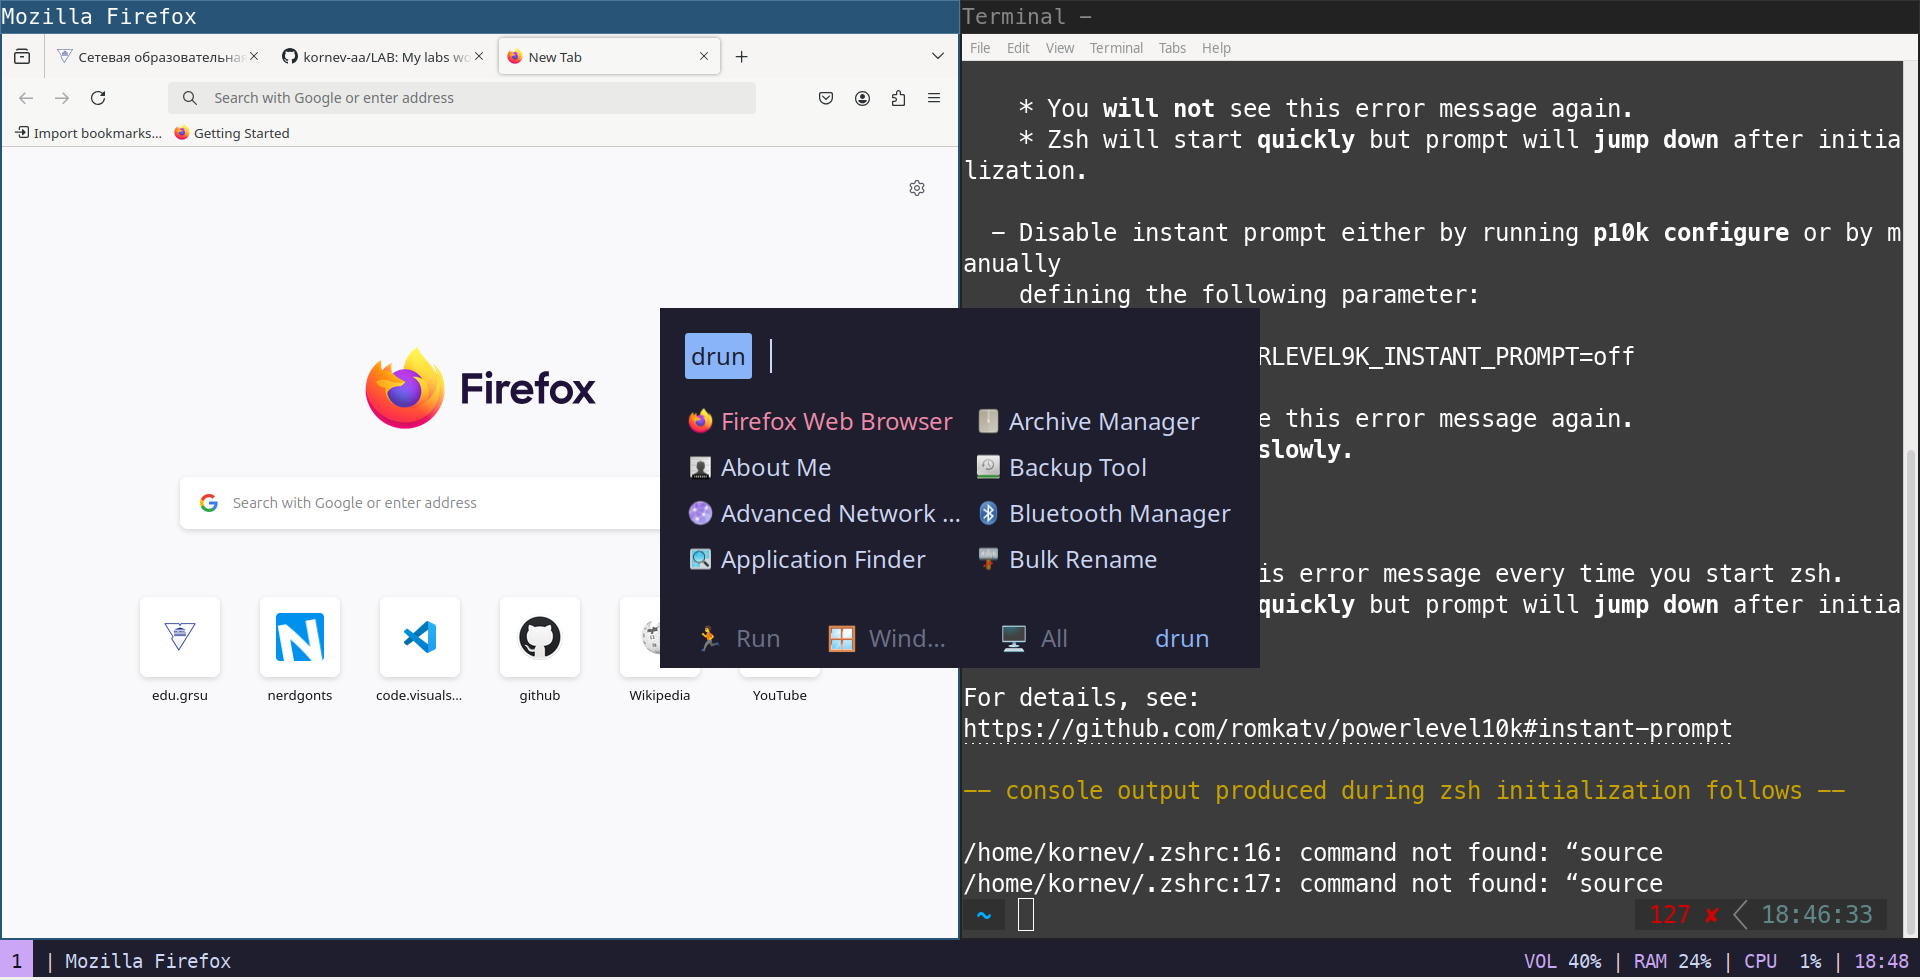 Mozilla Firefox
Сетевая образовательная
kornev-aa/LAB: My labs wo
New Tab
Search with Google or enter address
Import bookmarks...
Getting Started
Firefox
Search with Google or enter address
edu.grsu
nerdgonts
code.visuals...
github
Wikipedia
YouTube
Terminal –
File Edit View Terminal Tabs Help
* You will not see this error message again.
* Zsh will start quickly but prompt will jump down after initia
lization.
– Disable instant prompt either by running p10k configure or by m
anually
defining the following parameter:
RLEVEL9K_INSTANT_PROMPT=off
e this error message again.
slowly.
is error message every time you start zsh.
quickly but prompt will jump down after initia
For details, see:
https://github.com/romkatv/powerlevel10k#instant-prompt
–– console output produced during zsh initialization follows ––
/home/kornev/.zshrc:16: command not found: “source
/home/kornev/.zshrc:17: command not found: “source
~
127 ✘ 18:46:33
drun
Firefox Web Browser
About Me
Advanced Network ...
Application Finder
Archive Manager
Backup Tool
Bluetooth Manager
Bulk Rename
Run
Wind...
All
drun
1 | Mozilla Firefox
VOL 40% | RAM 24% | CPU 1% | 18:48